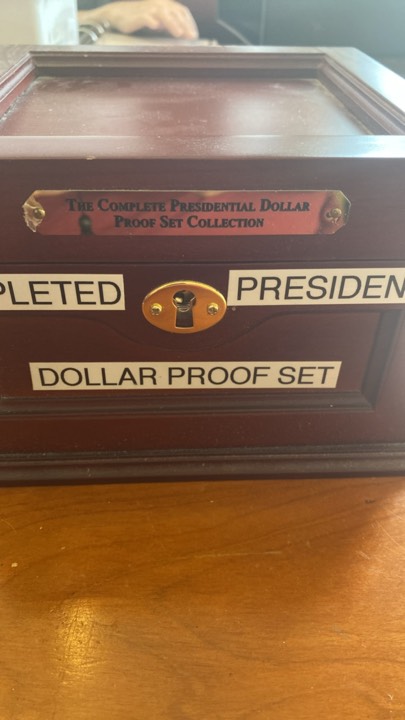 THE COMPLETE PRESIDENTIAL DOLLAR
PROOF SET COLLECTION
PLETED PRESIDEN
DOLLAR PROOF SET